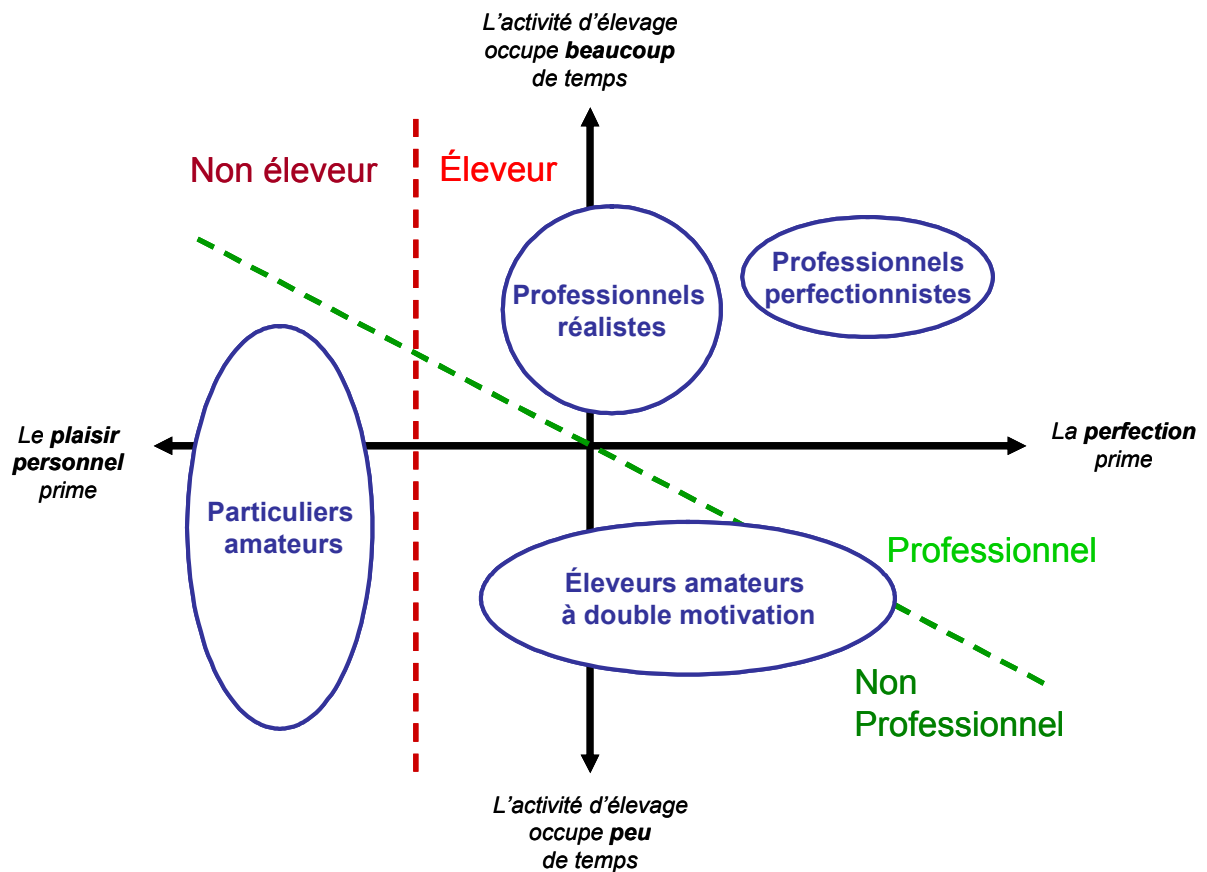 L’activité d’élevage
occupe beaucoup
de temps
Non éleveur
Éleveur
Professionnels
réalistes
Professionnels
perfectionnistes
Le plaisir
personnel
prime
La perfection
prime
Particuliers
amateurs
Éleveurs amateurs
à double motivation
Professionnel
Non
Professionnel
L’activité d’élevage
occupe peu
de temps